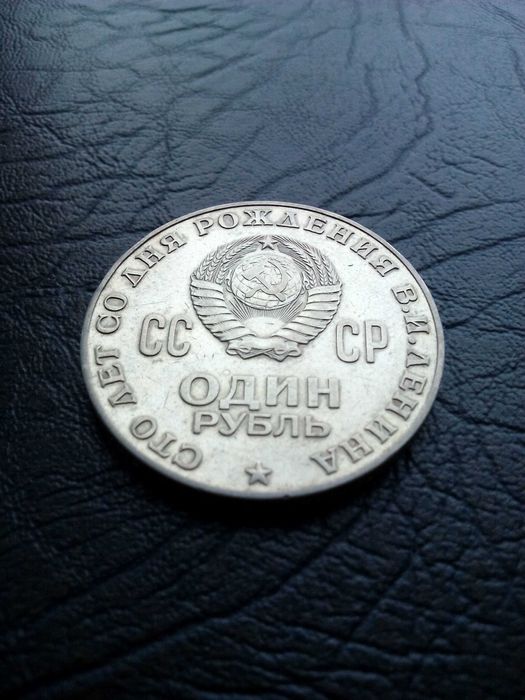 СТО ЛЕТ СО ДНЯ РОЖДЕНИЯ В.И.ЛЕНИНА
СС СР
ОДИН
РУБЛЬ